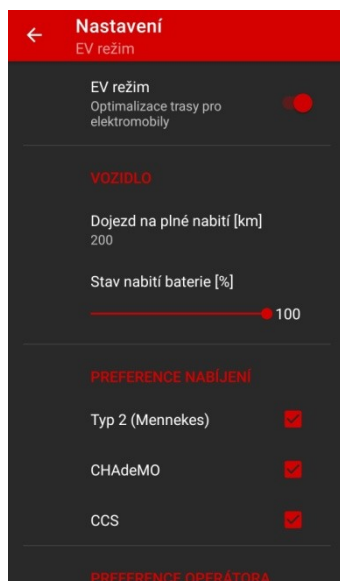 Nastavení
EV režim
EV režim
Optimalizace trasy pro
elektromobily
VOZIDLO
Dojezd na plné nabití [km]
200
Stav nabití baterie [%]
100
PREFERENCE NABÍJENÍ
Typ 2 (Mennekes)
CHAdeMO
CCS
PREFERENCE OPERÁTORA